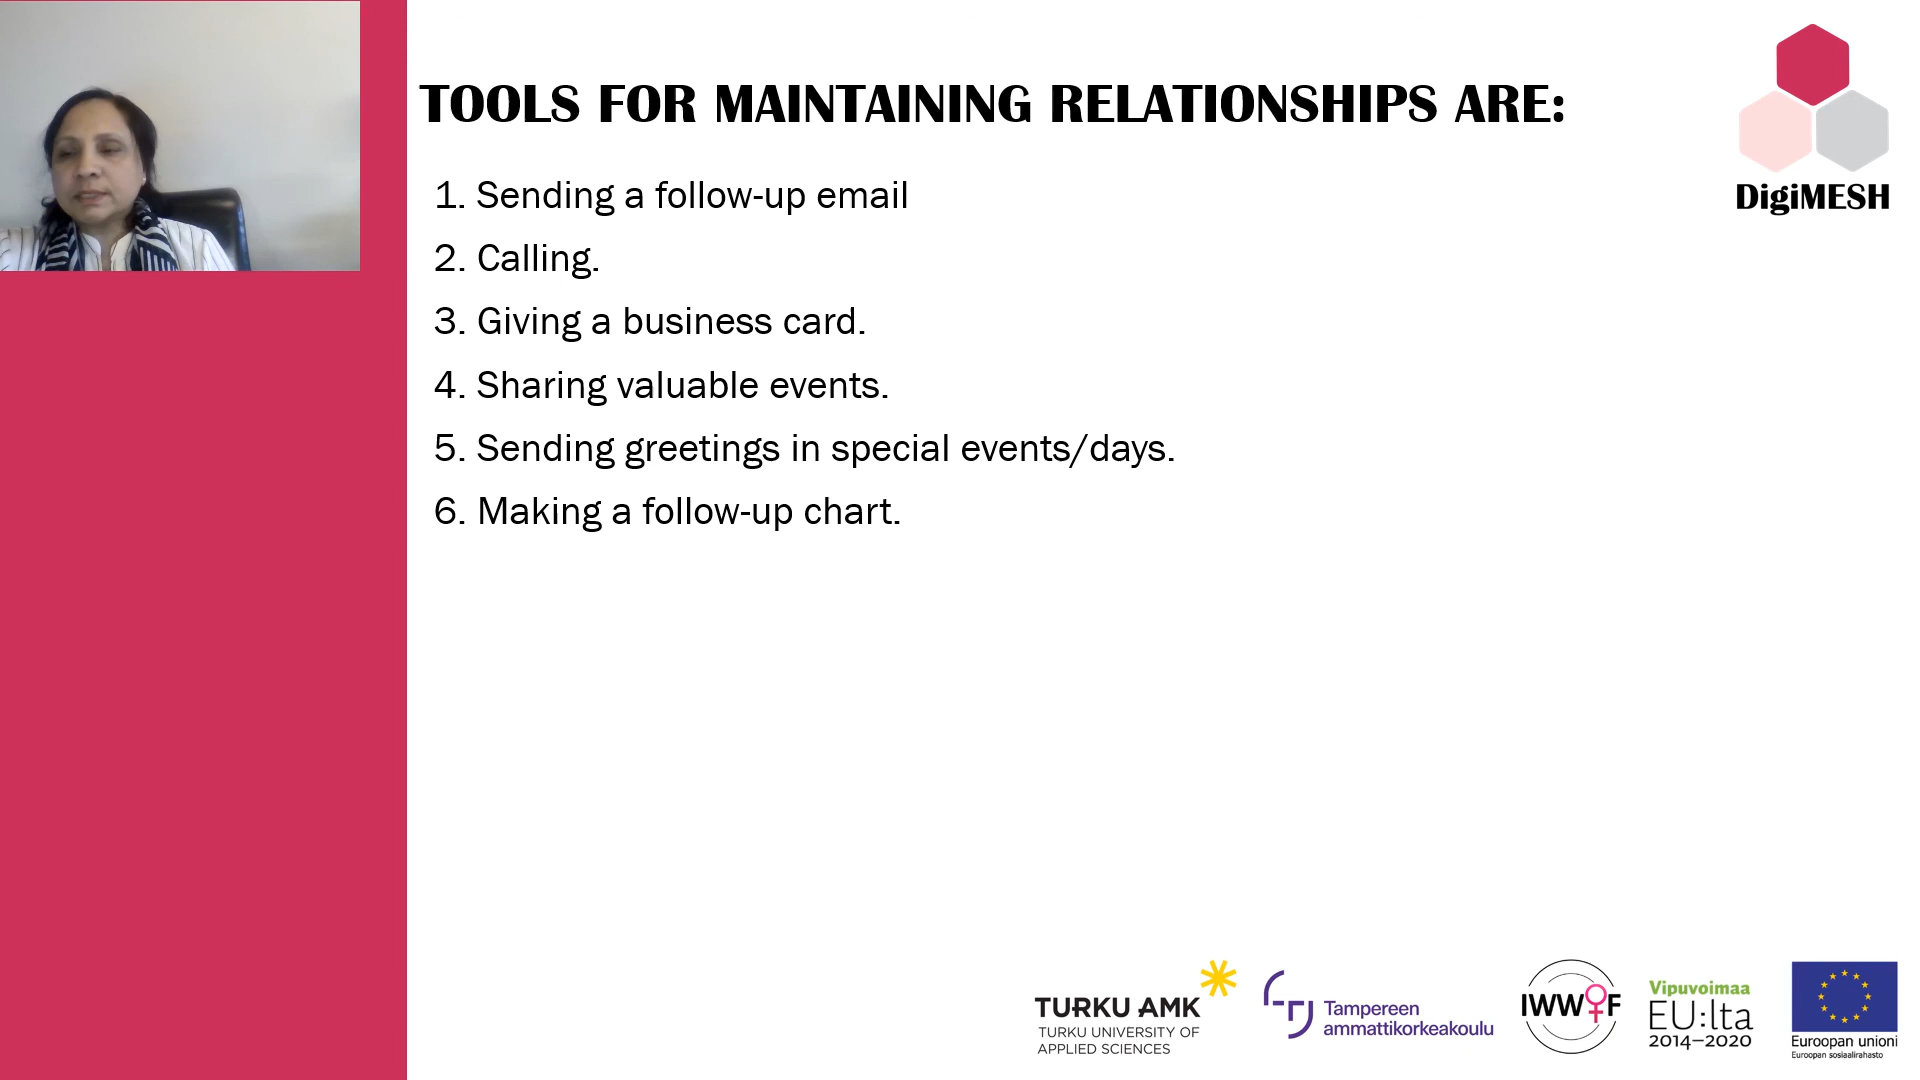 TOOLS FOR MAINTAINING RELATIONSHIPS ARE:
1. Sending a follow-up email
2. Calling.
3. Giving a business card.
4. Sharing valuable events.
5. Sending greetings in special events/days.
6. Making a follow-up chart.
DigiMESH
TURKU AMK
TURKU UNIVERSITY OF
APPLIED SCIENCES
Tampereen
ammattikorkeakoulu
IWWF
Vipuvoimaa
EU:lta
2014–2020
Euroopan unioni
Euroopan sosiaalirahasto